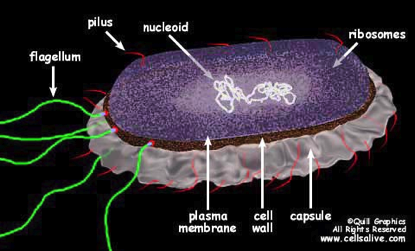 pilus
nucleoid
ribosomes
flagellum
plasma
membrane
cell
wall
capsule
©Quill Graphics
All Rights Reserved
www.cellsalive.com